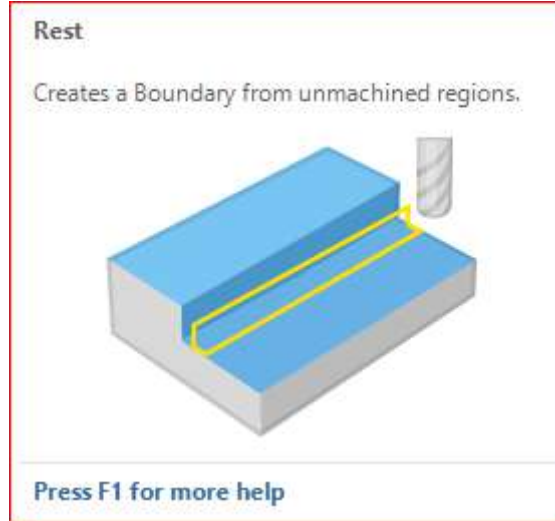 Rest
Creates a Boundary from unmachined regions.
Press F1 for more help